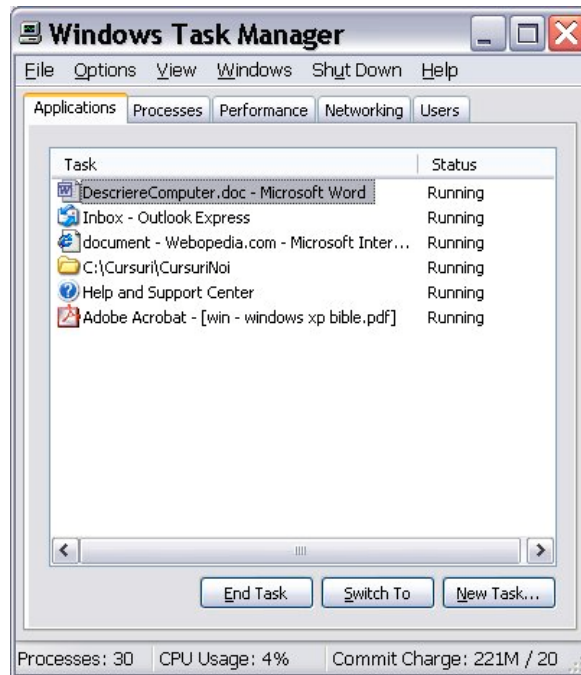 Windows Task Manager
File Options View Windows Shut Down Help
Applications Processes Performance Networking Users
Task Status
DescriereComputer.doc - Microsoft Word Running
Inbox - Outlook Express Running
document - Webopedia.com - Microsoft Inter... Running
C:\Cursuri\CursuriNoi Running
Help and Support Center Running
Adobe Acrobat - [win - windows xp bible.pdf] Running
End Task Switch To New Task...
Processes: 30 CPU Usage: 4% Commit Charge: 221M / 20